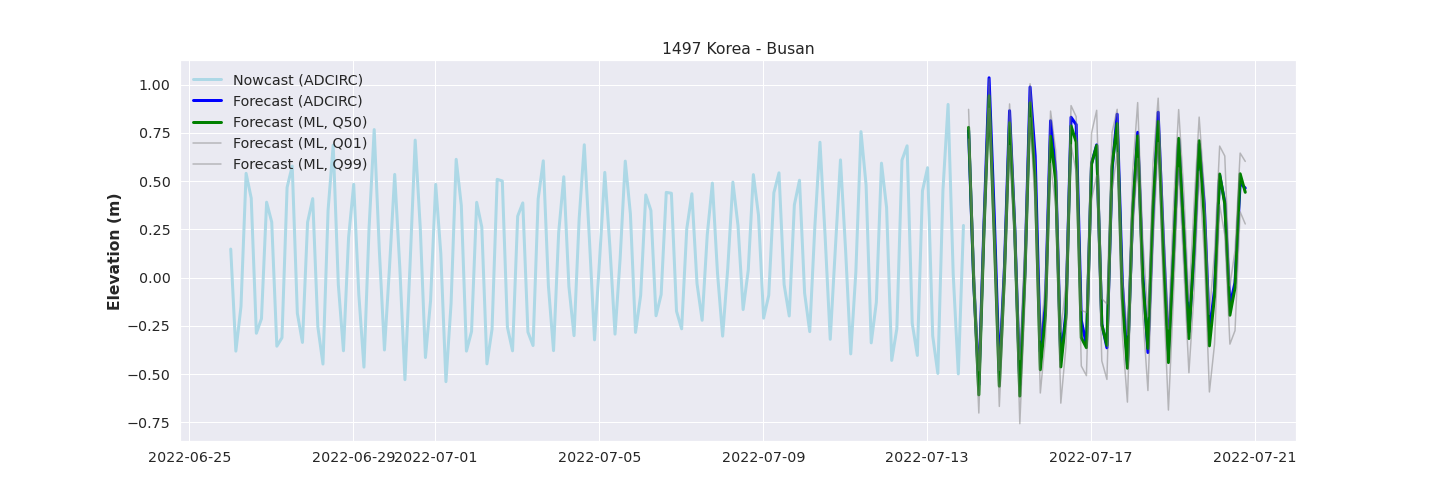 1497 Korea - Busan
Nowcast (ADCIRC)
Forecast (ADCIRC)
Forecast (ML, Q50)
Forecast (ML, Q01)
Forecast (ML, Q99)
Elevation (m)
1.00
0.75
0.50
0.25
0.00
−0.25
−0.50
−0.75
2022-06-25
2022-06-29
2022-07-01
2022-07-05
2022-07-09
2022-07-13
2022-07-17
2022-07-21